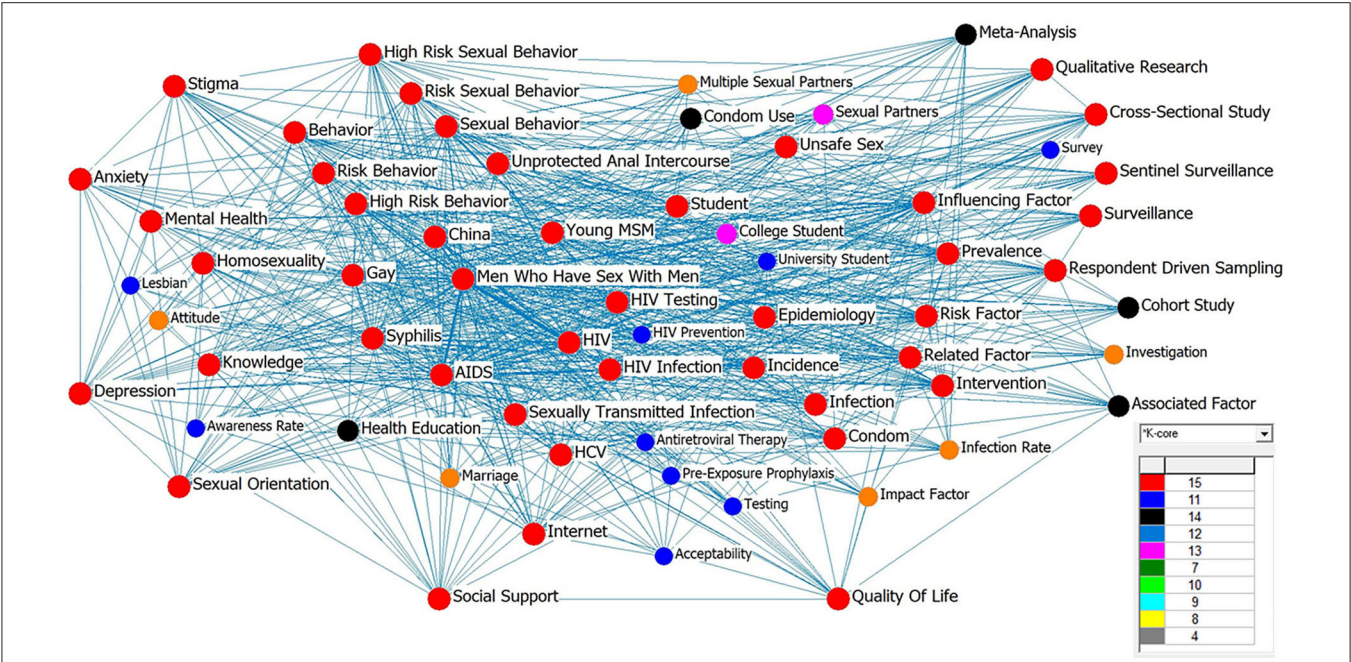 Meta-Analysis
High Risk Sexual Behavior
Qualitative Research
Stigma
Multiple Sexual Partners
Risk Sexual Behavior
Condom Use
Sexual Partners
Cross-Sectional Study
Behavior
Sexual Behavior
Unsafe Sex
Survey
Unprotected Anal Intercourse
Anxiety
Risk Behavior
Sentinel Surveillance
High Risk Behavior
Student
Influencing Factor
Mental Health
Surveillance
China
Young MSM
College Student
Homosexuality
Prevalence
University Student
Gay
Men Who Have Sex With Men
Respondent Driven Sampling
Lesbian
HIV Testing
Cohort Study
Attitude
Epidemiology
Risk Factor
Syphilis
HIV
HIV Prevention
Investigation
Knowledge
Related Factor
AIDS
HIV Infection
Incidence
Intervention
Depression
Sexually Transmitted Infection
Infection
Associated Factor
Awareness Rate
Health Education
Antiretroviral Therapy
Condom
Infection Rate
*K-core
HCV
Marriage
Pre-Exposure Prophylaxis
Sexual Orientation
Testing
Impact Factor
Internet
Acceptability
Social Support
Quality Of Life
15
11
14
12
13
7
10
9
8
4